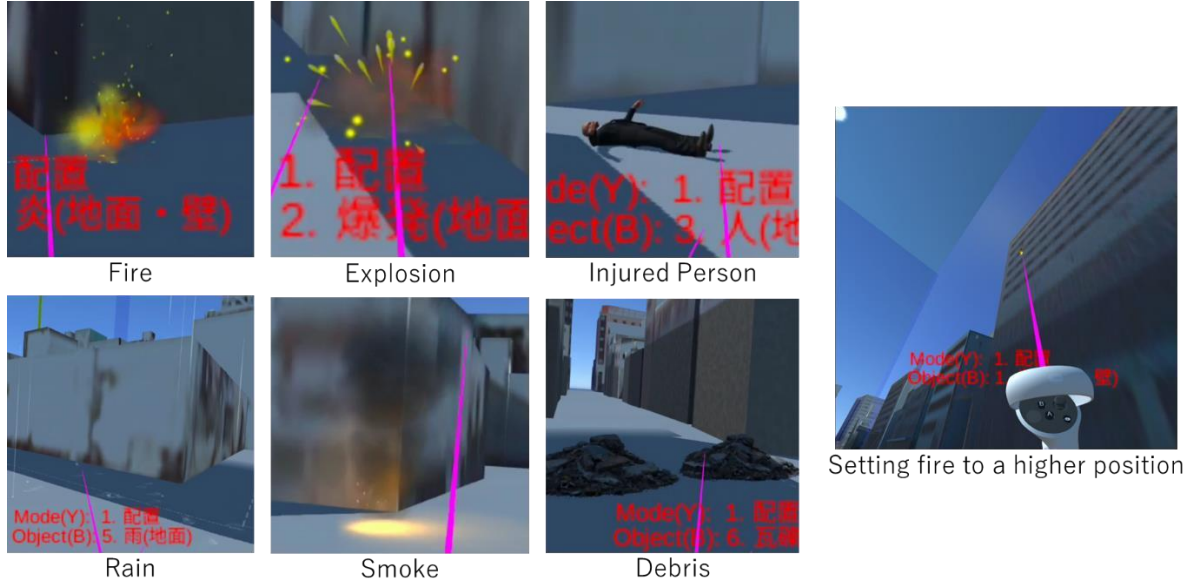 配置
炎(地面・壁)
Fire
1. 配置
2. 爆発(地面
Explosion
de(Y): 1. 配置
ect(B): 3. 人(地
Injured Person
Mode(Y): 1. 配置
Object(B): 5. 雨(地面)
Rain
Smoke
Mode(Y): 1. 配置
Object(B): 6. 瓦礫
Debris
Mode(Y): 1. 配置
Object(B): 1. 壁)
Setting fire to a higher position